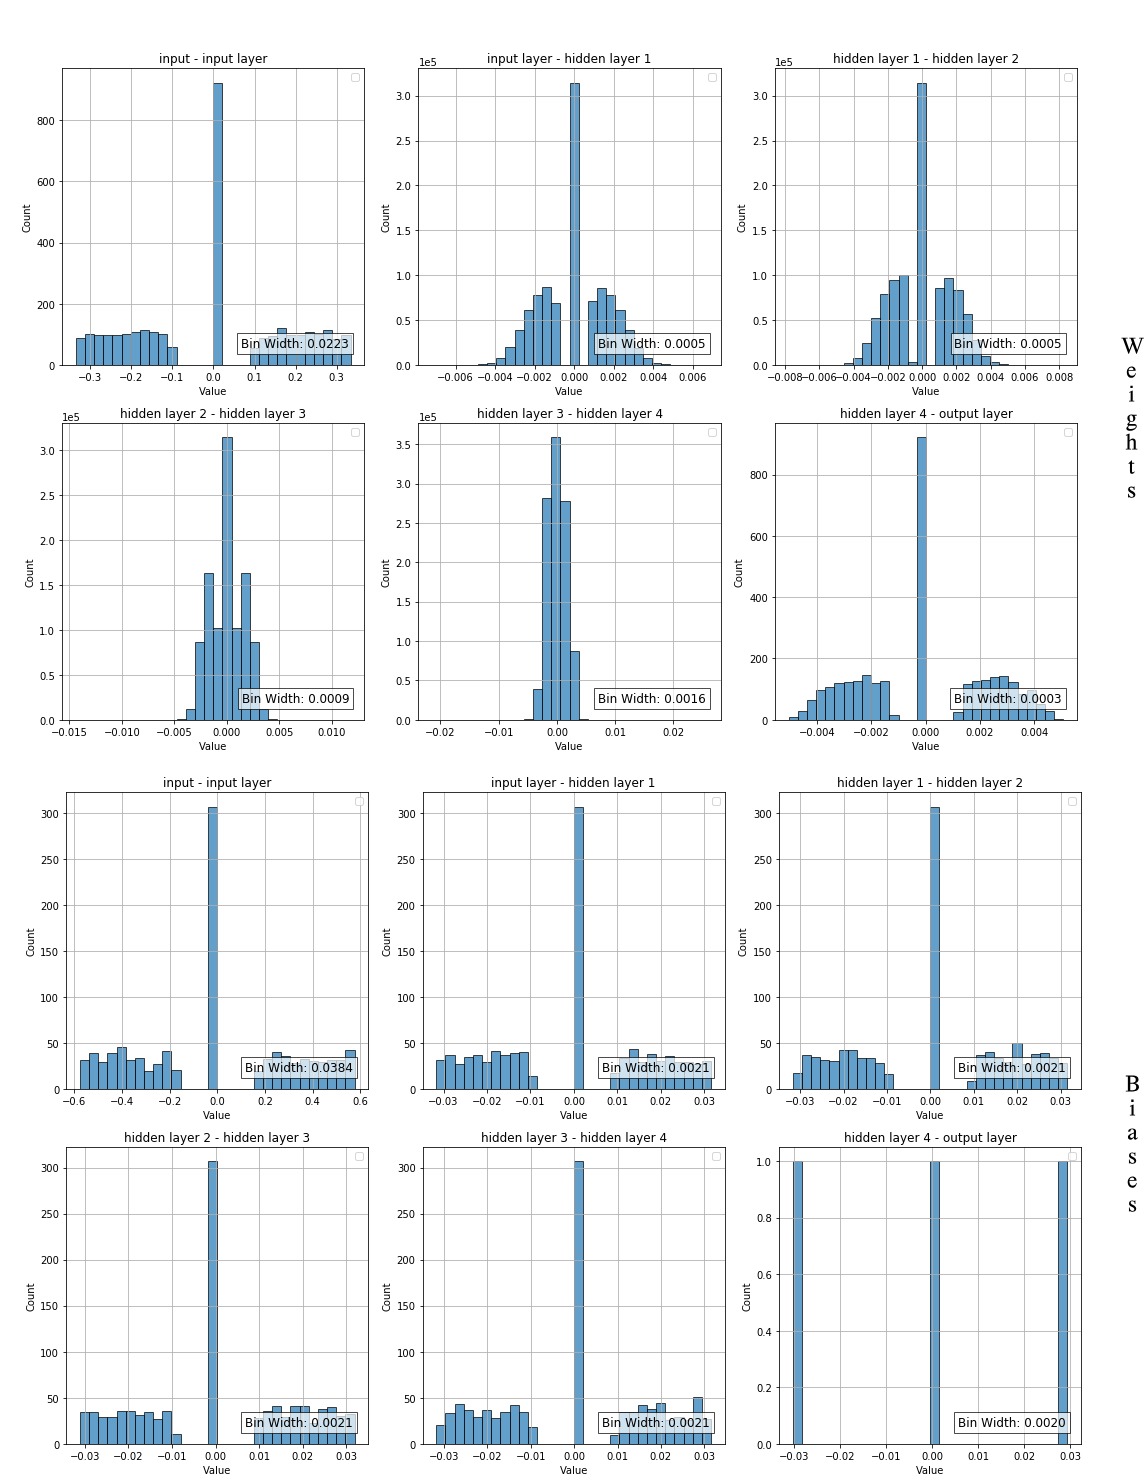 input - input layer
800
600
400
200
0
Count
−0.3 −0.2 −0.1 0.0 0.1 0.2 0.3
Value
Bin Width: 0.0223
input layer - hidden layer 1
1e5
3.0
2.5
2.0
1.5
1.0
0.5
0.0
Count
−0.006 −0.004 −0.002 0.000 0.002 0.004 0.006
Value
Bin Width: 0.0005
hidden layer 1 - hidden layer 2
1e5
3.0
2.5
2.0
1.5
1.0
0.5
0.0
Count
−0.008 −0.006 −0.004 −0.002 0.000 0.002 0.004 0.006 0.008
Value
Bin Width: 0.0005
hidden layer 2 - hidden layer 3
1e5
3.0
2.5
2.0
1.5
1.0
0.5
0.0
Count
−0.015 −0.010 −0.005 0.000 0.005 0.010
Value
Bin Width: 0.0009
hidden layer 3 - hidden layer 4
1e5
3.5
3.0
2.5
2.0
1.5
1.0
0.5
0.0
Count
−0.02 −0.01 0.00 0.01 0.02
Value
Bin Width: 0.0016
hidden layer 4 - output layer
800
600
400
200
0
Count
−0.004 −0.002 0.000 0.002 0.004
Value
Bin Width: 0.0003
Weights
input - input layer
300
250
200
150
100
50
0
Count
−0.6 −0.4 −0.2 0.0 0.2 0.4 0.6
Value
Bin Width: 0.0384
input layer - hidden layer 1
300
250
200
150
100
50
0
Count
−0.03 −0.02 −0.01 0.00 0.01 0.02 0.03
Value
Bin Width: 0.0021
hidden layer 1 - hidden layer 2
300
250
200
150
100
50
0
Count
−0.03 −0.02 −0.01 0.00 0.01 0.02 0.03
Value
Bin Width: 0.0021
hidden layer 2 - hidden layer 3
300
250
200
150
100
50
0
Count
−0.03 −0.02 −0.01 0.00 0.01 0.02 0.03
Value
Bin Width: 0.0021
hidden layer 3 - hidden layer 4
300
250
200
150
100
50
0
Count
−0.03 −0.02 −0.01 0.00 0.01 0.02 0.03
Value
Bin Width: 0.0021
hidden layer 4 - output layer
1.0
0.8
0.6
0.4
0.2
0.0
Count
−0.03 −0.02 −0.01 0.00 0.01 0.02 0.03
Value
Bin Width: 0.0020
Biases